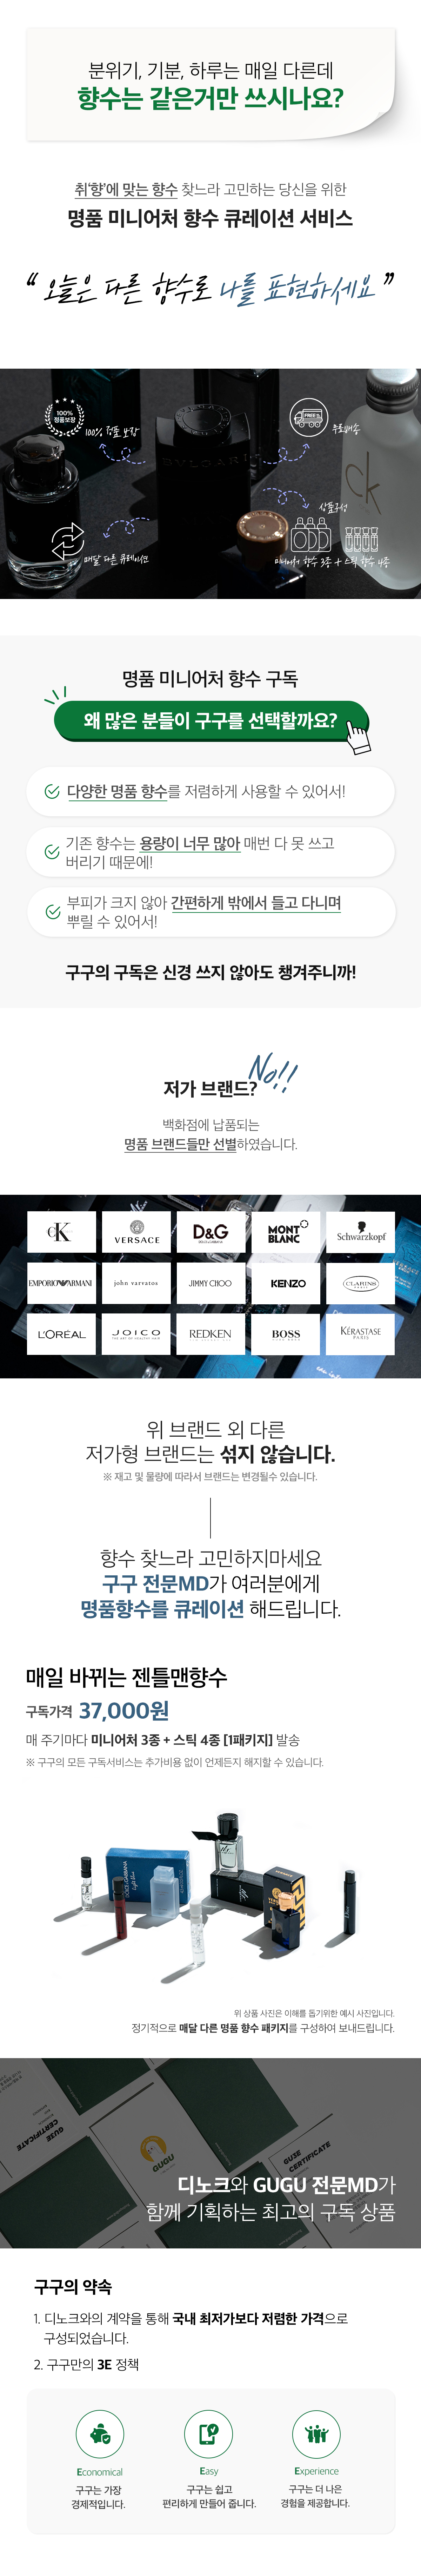 분위기, 기분, 하루는 매일 다른데
향수는 같은거만 쓰시나요?
취'향'에 맞는 향수 찾느라 고민하는 당신을 위한
명품 미니어처 향수 큐레이션 서비스
“ 오늘은 다른 향수로 나를 표현하세요 ”
100%
정품보장
100% 정품 보장
FREE
무료배송
BVLGARI
ck
매달 다른 큐레이션
상품구성
미니어처 향수 3종 + 스틱 향수 4종
명품 미니어처 향수 구독
왜 많은 분들이 구구를 선택할까요?
다양한 명품 향수를 저렴하게 사용할 수 있어서!
기존 향수는 용량이 너무 많아 매번 다 못 쓰고
버리기 때문에!
부피가 크지 않아 간편하게 밖에서 들고 다니며
뿌릴 수 있어서!
구구의 구독은 신경 쓰지 않아도 챙겨주니까!
저가 브랜드? No!!
백화점에 납품되는
명품 브랜드들만 선별하였습니다.
cK
VERSACE
D&G
DOLCE&GABBANA
MONT
BLANC
Schwarzkopf
EMPORIO ARMANI
john varvatos
JIMMY CHOO
KENZO
CLARINS
L'ORÉAL
JOICO
REDKEN
BOSS
HUGO BOSS
KÉRASTASE
PARIS
위 브랜드 외 다른
저가형 브랜드는 섞지 않습니다.
※ 재고 및 물량에 따라서 브랜드는 변경될수 있습니다.
향수 찾느라 고민하지마세요
구구 전문MD가 여러분에게
명품향수를 큐레이션 해드립니다.
매일 바뀌는 젠틀맨향수
구독가격 37,000원
매 주기마다 미니어처 3종 + 스틱 4종 [1패키지] 발송
※ 구구의 모든 구독서비스는 추가비용 없이 언제든지 해지할 수 있습니다.
DOLCE&GABBANA
light blue
Dior
위 상품 사진은 이해를 돕기위한 예시 사진입니다.
정기적으로 매달 다른 명품 향수 패키지를 구성하여 보내드립니다.
GUSE
CERTIFICATE
GUGU
GUSE
CERTIFICATE
디노크와 GUGU 전문MD가
함께 기획하는 최고의 구독 상품
구구의 약속
1. 디노크와의 계약을 통해 국내 최저가보다 저렴한 가격으로
구성되었습니다.
2. 구구만의 3E 정책
Economical
구구는 가장
경제적입니다.
Easy
구구는 쉽고
편리하게 만들어 줍니다.
Experience
구구는 더 나은
경험을 제공합니다.